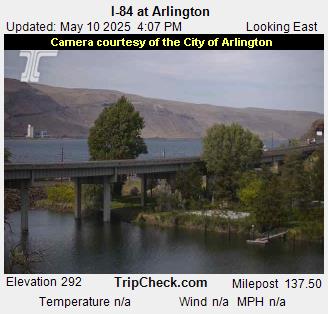 I-84 at Arlington
Updated: May 10 2025 4:07 PM Looking East
Camera courtesy of the City of Arlington
Elevation 292 TripCheck.com Milepost 137.50
Temperature n/a Wind n/a MPH n/a